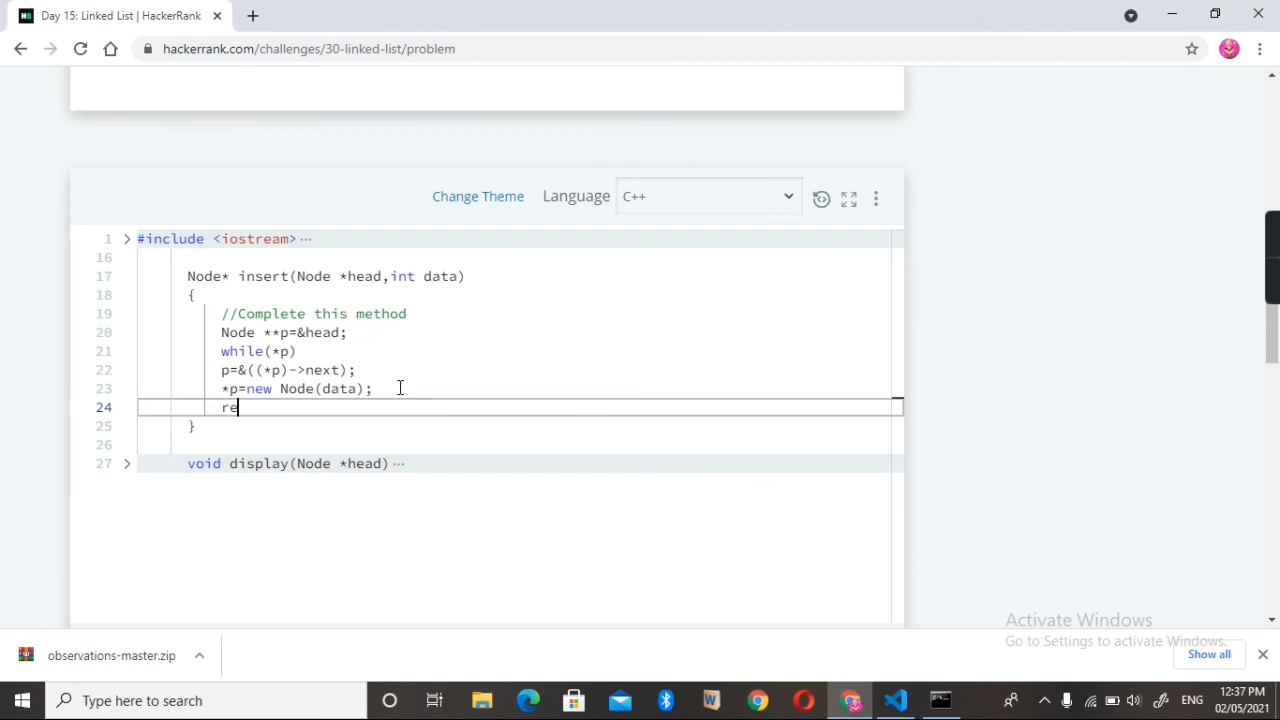 Day 15: Linked List | HackerRank
hackerrank.com/challenges/30-linked-list/problem
Change Theme Language C++
1 #include <iostream>
16
17 Node* insert(Node *head,int data)
18 {
19 //Complete this method
20 Node **p=&head;
21 while(*p)
22 p=&((*p)->next);
23 *p=new Node(data);
24 re
25 }
26
27 void display(Node *head)
Activate Windows
Go to Settings to activate Windows.
observations-master.zip Show all
Type here to search ENG 12:37 PM
02/05/2021